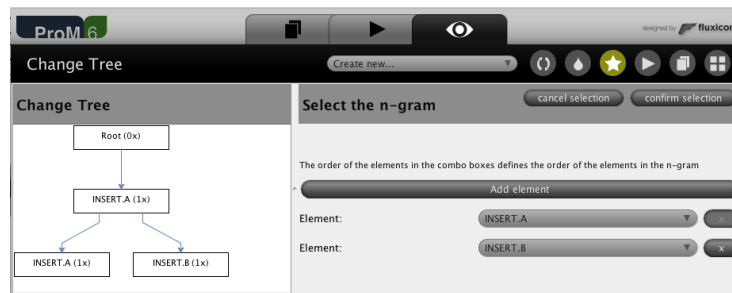 ProM 6
designed by fluxicon
Change Tree
Create new...
Change Tree
Select the n-gram
cancel selection
confirm selection
Root (0x)
The order of the elements in the combo boxes defines the order of the elements in the n-gram
Add element
INSERT.A (1x)
Element:
INSERT.A
x
Element:
INSERT.B
x
INSERT.A (1x)
INSERT.B (1x)